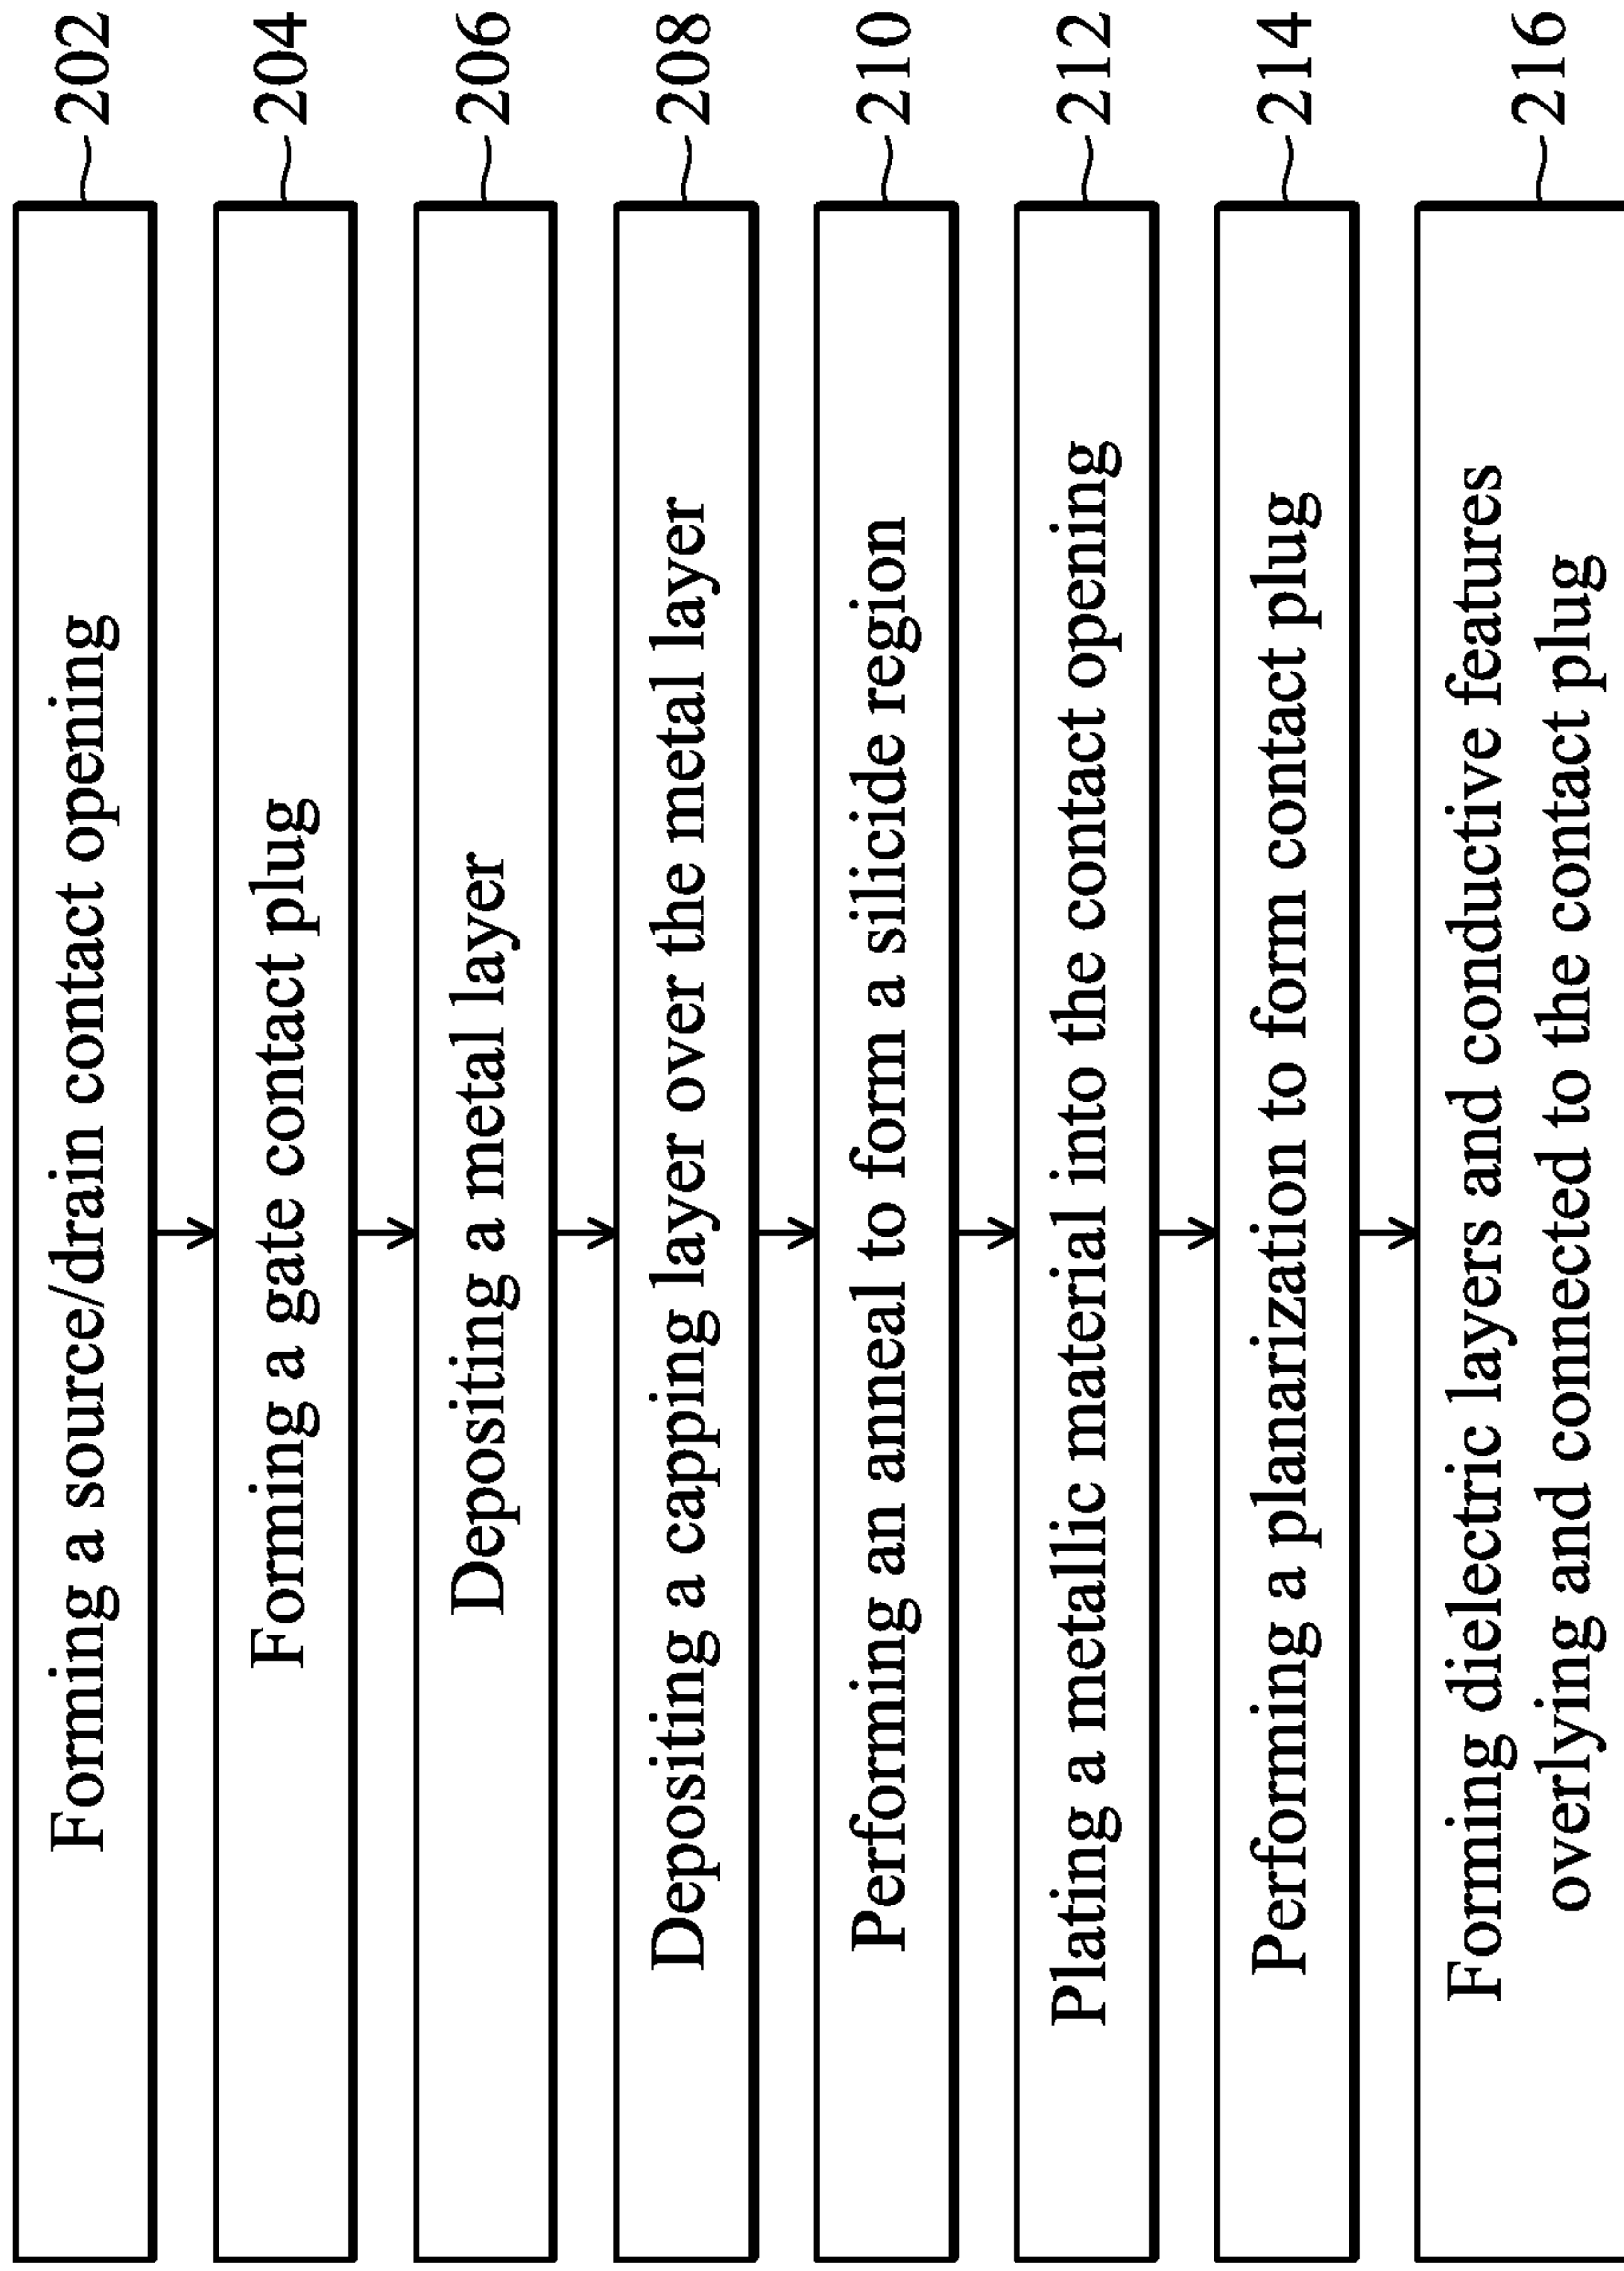 Forming a source/drain contact opening 202
Forming a gate contact plug 204
Depositing a metal layer 206
Depositing a capping layer over the metal layer 208
Performing an anneal to form a silicide region 210
Plating a metallic material into the contact opening 212
Performing a planarization to form contact plug 214
Forming dielectric layers and conductive features
overlying and connected to the contact plug 216